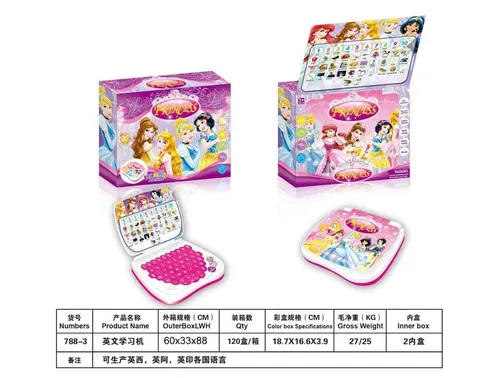 PRINCESS
PRINCESS
PRINCESS
PRINCESS
货号 产品名称 外箱规格（CM） 装箱数 彩盒规格（CM） 毛净重（KG） 内盒
Numbers Product Name OuterBoxLWH Qty Color box Specifications Gross Weight Inner box
788-3 英文学习机 60x33x88 120盒/箱 18.7X16.6X3.9 27/25 2内盒
备注 可生产英西，英阿，英印各国语言